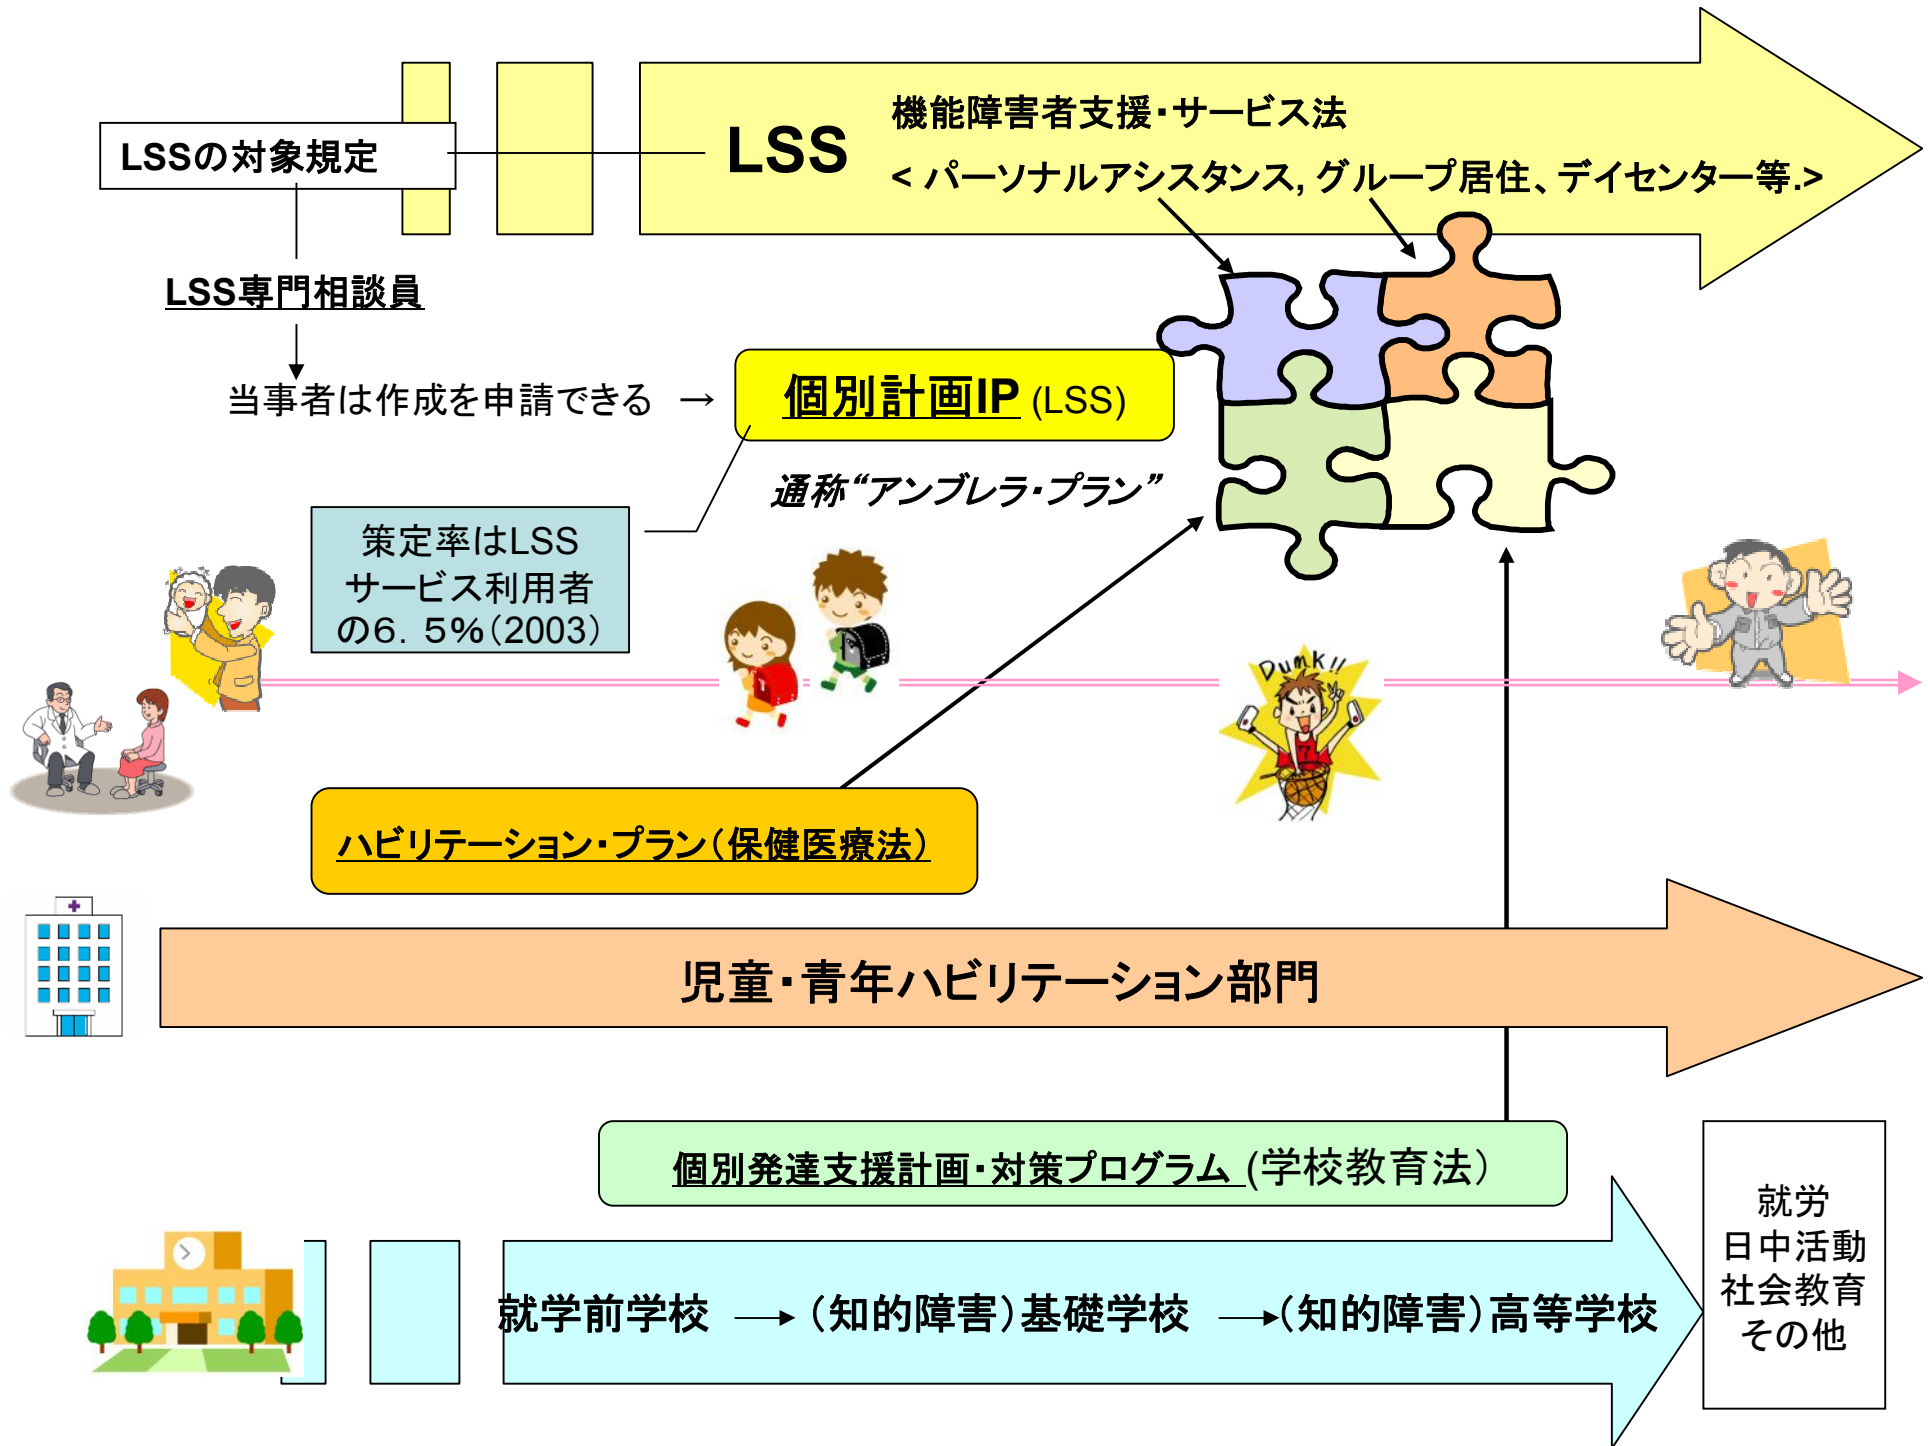 機能障害者支援・サービス法
LSSの対象規定
LSS
< パーソナルアシスタンス, グループ居住、デイセンター等.>
LSS専門相談員
当事者は作成を申請できる →
個別計画IP (LSS)
通称“アンブレラ・プラン”
策定率はLSS
サービス利用者
の6．5%(2003)
Dunk!!
7
ハビリテーション・プラン(保健医療法)
児童・青年ハビリテーション部門
個別発達支援計画・対策プログラム (学校教育法)
就学前学校 → (知的障害)基礎学校 → (知的障害)高等学校
就労
日中活動
社会教育
その他